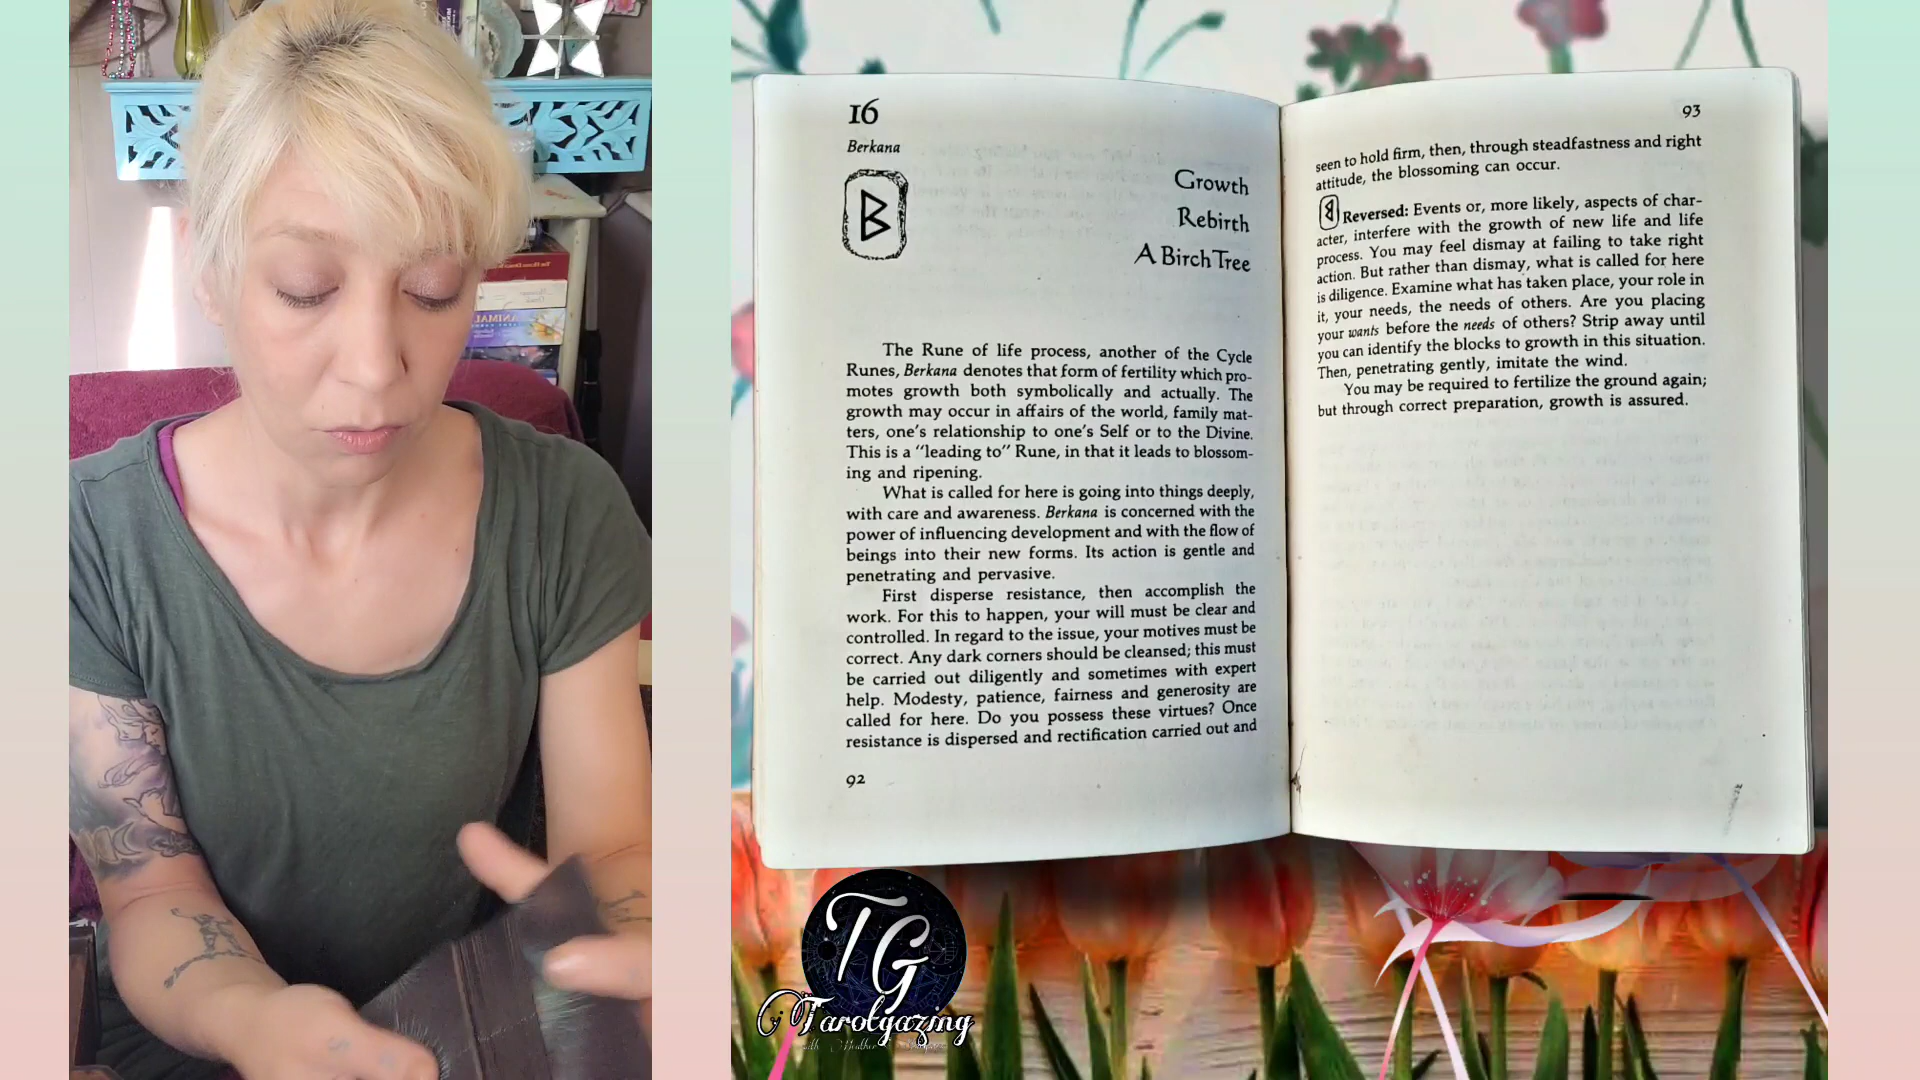 16
Berkana
Growth
Rebirth
A Birch Tree
The Rune of life process, another of the Cycle
Runes, Berkana denotes that form of fertility which pro-
motes growth both symbolically and actually. The
growth may occur in affairs of the world, family mat-
ters, one's relationship to one's Self or to the Divine.
This is a "leading to" Rune, in that it leads to blossom-
ing and ripening.
What is called for here is going into things deeply,
with care and awareness. Berkana is concerned with the
power of influencing development and with the flow of
beings into their new forms. Its action is gentle and
penetrating and pervasive.
First disperse resistance, then accomplish the
work. For this to happen, your will must be clear and
controlled. In regard to the issue, your motives must be
correct. Any dark corners should be cleansed; this must
be carried out diligently and sometimes with expert
help. Modesty, patience, fairness and generosity are
called for here. Do you possess these virtues? Once
resistance is dispersed and rectification carried out and
92
93
seen to hold firm, then, through steadfastness and right
attitude, the blossoming can occur.
Reversed: Events or, more likely, aspects of char-
acter, interfere with the growth of new life and life
process. You may feel dismay at failing to take right
action. But rather than dismay, what is called for here
is diligence. Examine what has taken place, your role in
it, your needs, the needs of others. Are you placing
your wants before the needs of others? Strip away until
you can identify the blocks to growth in this situation.
Then, penetrating gently, imitate the wind.
You may be required to fertilize the ground again;
but through correct preparation, growth is assured.
TG
Tarotgazing
with Heather
ANIMAL